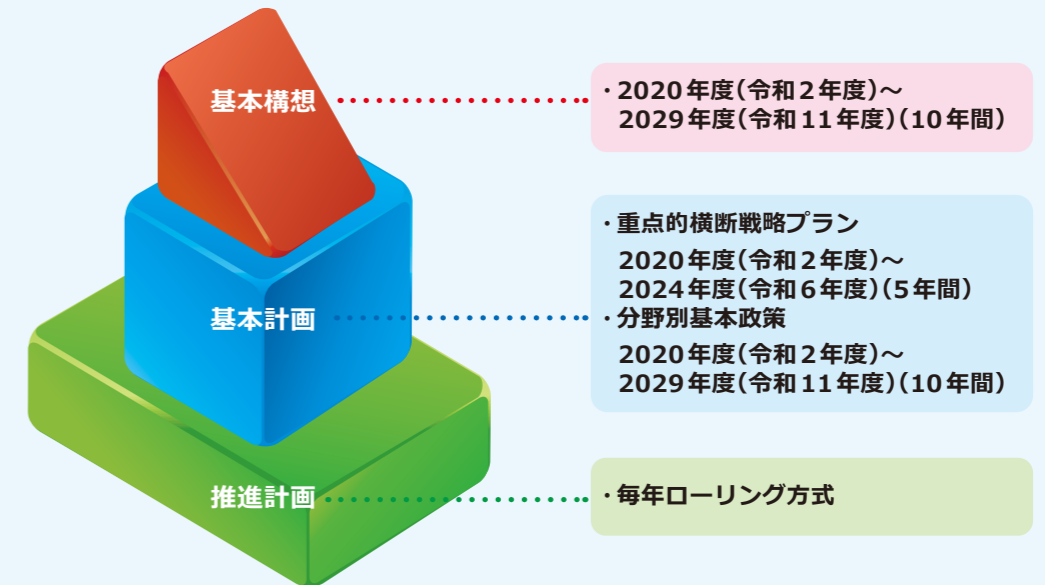 基本構想
・2020年度(令和2年度)～
2029年度(令和11年度)(10年間)
基本計画
・重点的横断戦略プラン
2020年度(令和2年度)～
2024年度(令和6年度)(5年間)
・分野別基本政策
2020年度(令和2年度)～
2029年度(令和11年度)(10年間)
推進計画
・毎年ローリング方式